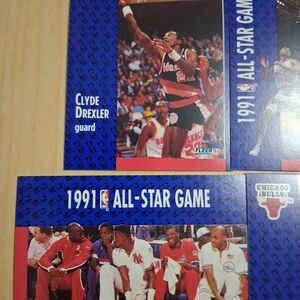 CLYDE
DREXLER
guard
FLEER '91
1991 ALL-STAR GAME
1991 ALL-STAR GAME
CHICAGO
BULLS